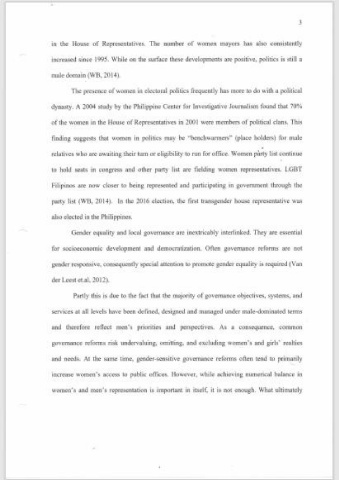 3
in the House of Representatives. The number of women mayors has also consistently
increased since 1995. While on the surface these developments are positive, politics is still a
male domain (WB, 2014).
The presence of women in electoral politics frequently has more to do with a political
dynasty. A 2004 study by the Philippine Center for Investigative Journalism found that 78%
of the women in the House of Representatives in 2001 were members of political clans. This
finding suggests that women in politics may be "benchwarmers" (place holders) for male
relatives who are awaiting their turn or eligibility to run for office. Women party list continue
to hold seats in congress and other party list are fielding women representatives. LGBT
Filipinos are now closer to being represented and participating in government through the
party list (WB, 2014). In the 2016 election, the first transgender house representative was
also elected in the Philippines.
Gender equality and local governance are inextricably interlinked. They are essential
for socioeconomic development and democratization. Often governance reforms are not
gender responsive, consequently special attention to promote gender equality is required (Van
der Leest et.al, 2012).
Partly this is due to the fact that the majority of governance objectives, systems, and
services at all levels have been defined, designed and managed under male-dominated terms
and therefore reflect men's priorities and perspectives. As a consequence, common
governance reforms risk undervaluing, omitting, and excluding women's and girls' realties
and needs. At the same time, gender-sensitive governance reforms often tend to primarily
increase women's access to public offices. However, while achieving numerical balance in
women's and men's representation is important in itself, it is not enough. What ultimately